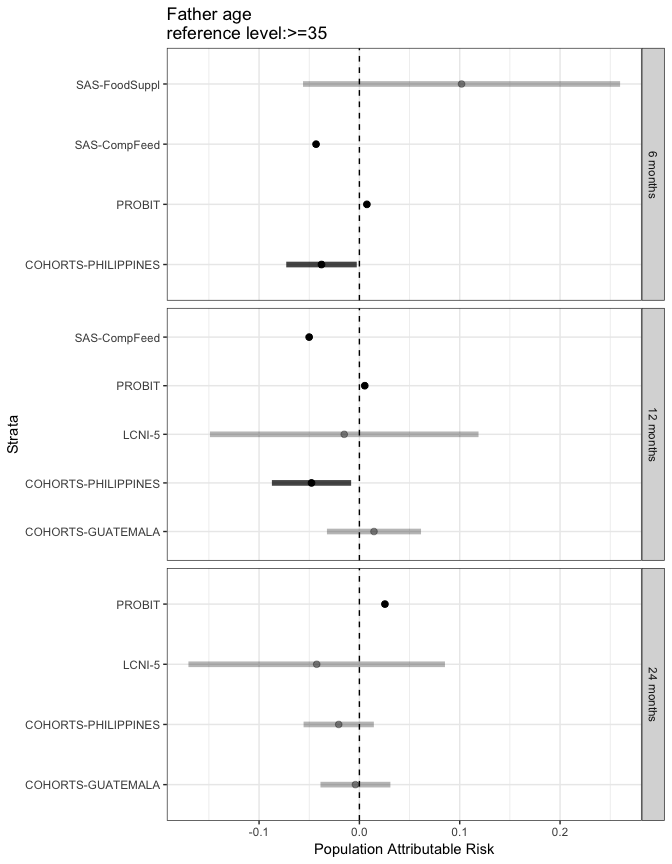 Father age
reference level:>=35
SAS-FoodSuppl
SAS-CompFeed
PROBIT
COHORTS-PHILIPPINES
6 months
SAS-CompFeed
PROBIT
LCNI-5
COHORTS-PHILIPPINES
COHORTS-GUATEMALA
12 months
PROBIT
LCNI-5
COHORTS-PHILIPPINES
COHORTS-GUATEMALA
24 months
Strata
-0.1 0.0 0.1 0.2
Population Attributable Risk